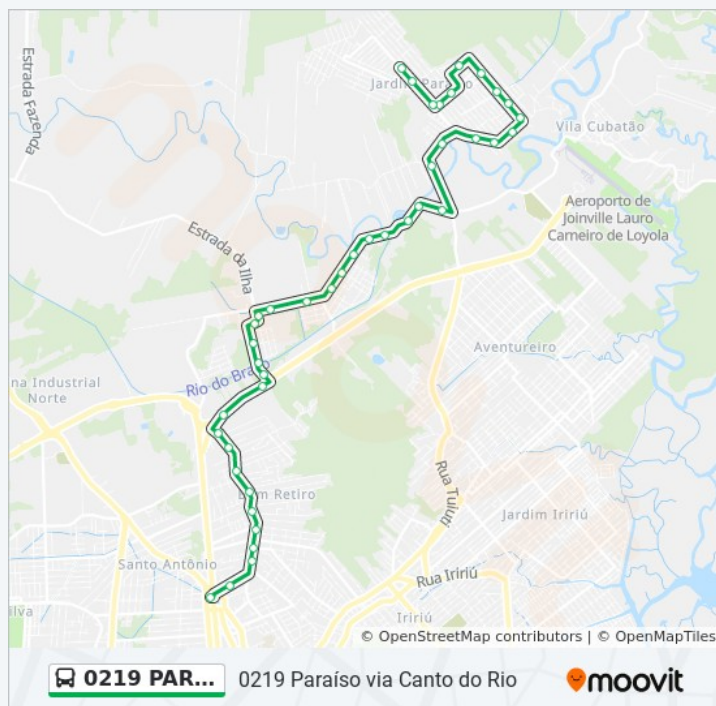 Estrada Fazenda
Jardim Paraíso
Vila Cubatão
Aeroporto de
Joinville Lauro
Carneiro de Loyola
Estrada da Ilha
Aventureiro
Rio do Braço
na Industrial
Norte
Rua Tuiuti
Bom Retiro
Jardim Iririú
Santo Antônio
Rua Iririú
Iririú
Silva
© OpenStreetMap contributors | © OpenMapTiles
0219 PAR...
0219 Paraíso via Canto do Rio
moovit